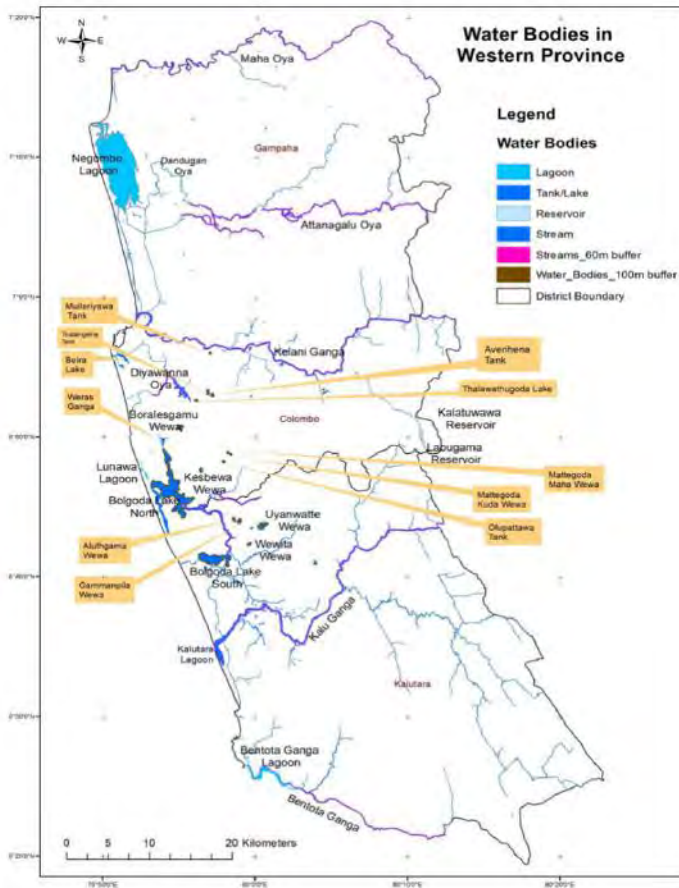 Water Bodies in
Western Province
N
W
E
S
Legend
Water Bodies
Lagoon
Tank/Lake
Reservoir
Stream
Streams_60m buffer
Water_Bodies_100m buffer
District Boundary
Maha Oya
Negombo
Lagoon
Dandugan
Oya
Gampaha
Attanagalu Oya
Mulleriyawa
Tank
Kelani Ganga
Beira
Lake
Diyawanna
Oya
Averihena
Tank
Thalawathugoda Lake
Weras
Ganga
Boralesgamu
Wewa
Colombo
Kalatuwawa
Reservoir
Labugama
Reservoir
Lunawa
Lagoon
Kesbewa
Wewa
Mattegoda
Maha Wewa
Bolgoda Lake
North
Mattegoda
Kuda Wewa
Uyanwatte
Wewa
Olupattawa
Tank
Aluthgama
Wewa
Wewita
Wewa
Gammanpila
Wewa
Bolgoda Lake
South
Kalu Ganga
Kalutara
Lagoon
Kalutara
Bentota Ganga
Lagoon
Bentota Ganga
0
5
10
20 Kilometers